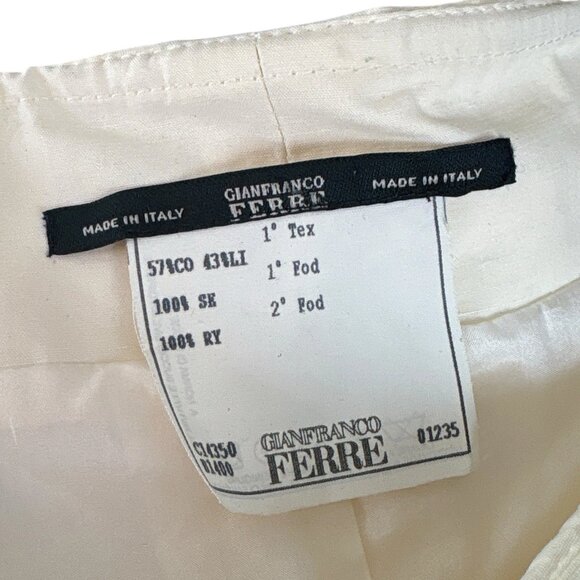 MADE IN ITALY
GIANFRANCO
FERRE
MADE IN ITALY
1° Tex
57%CO 43%LI
1° Fod
100% SE
2° Fod
100% RY
C14350
GIANFRANCO
FERRE
01235